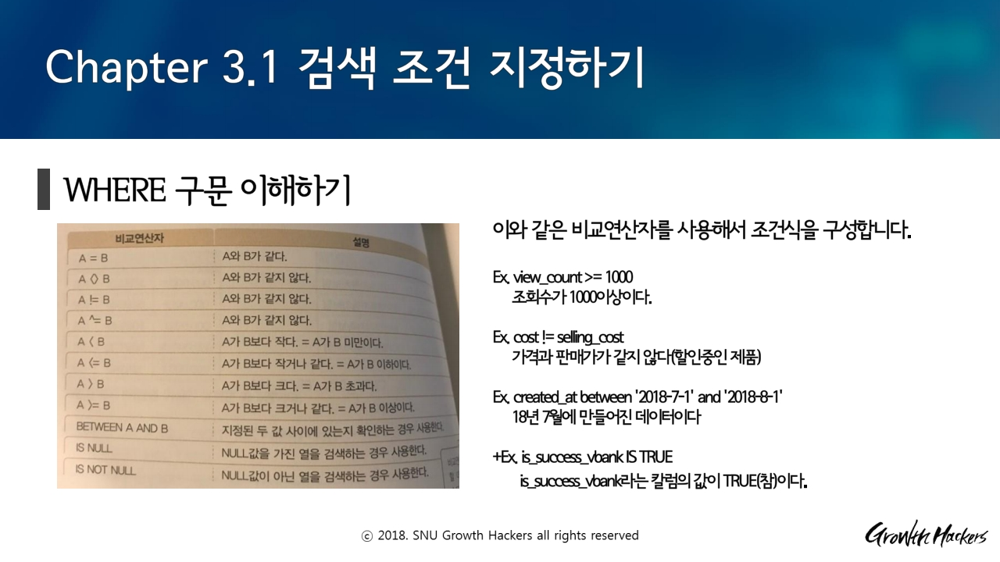 Chapter 3.1 검색 조건 지정하기
WHERE 구문 이해하기
비교연산자 설명
A = B A와 B가 같다.
A <> B A와 B가 같지 않다.
A != B A와 B가 같지 않다.
A ^= B A와 B가 같지 않다.
A < B A가 B보다 작다. = A가 B 미만이다.
A <= B A가 B보다 작거나 같다. = A가 B 이하이다.
A > B A가 B보다 크다. = A가 B 초과다.
A >= B A가 B보다 크거나 같다. = A가 B 이상이다.
BETWEEN A AND B 지정된 두 값 사이에 있는지 확인하는 경우 사용한다.
IS NULL NULL값을 가진 열을 검색하는 경우 사용한다.
IS NOT NULL NULL값이 아닌 열을 검색하는 경우 사용한다.
이와 같은 비교연산자를 사용해서 조건식을 구성합니다.
Ex. view_count >= 1000
조회수가 1000이상이다.
Ex. cost != selling_cost
가격과 판매가가 같지 않다(할인중인 제품)
Ex. created_at between '2018-7-1' and '2018-8-1'
18년 7월에 만들어진 데이터이다
+Ex. is_success_vbank IS TRUE
is_success_vbank라는 칼럼의 값이 TRUE(참)이다.
ⓒ 2018. SNU Growth Hackers all rights reserved
Growth Hackers